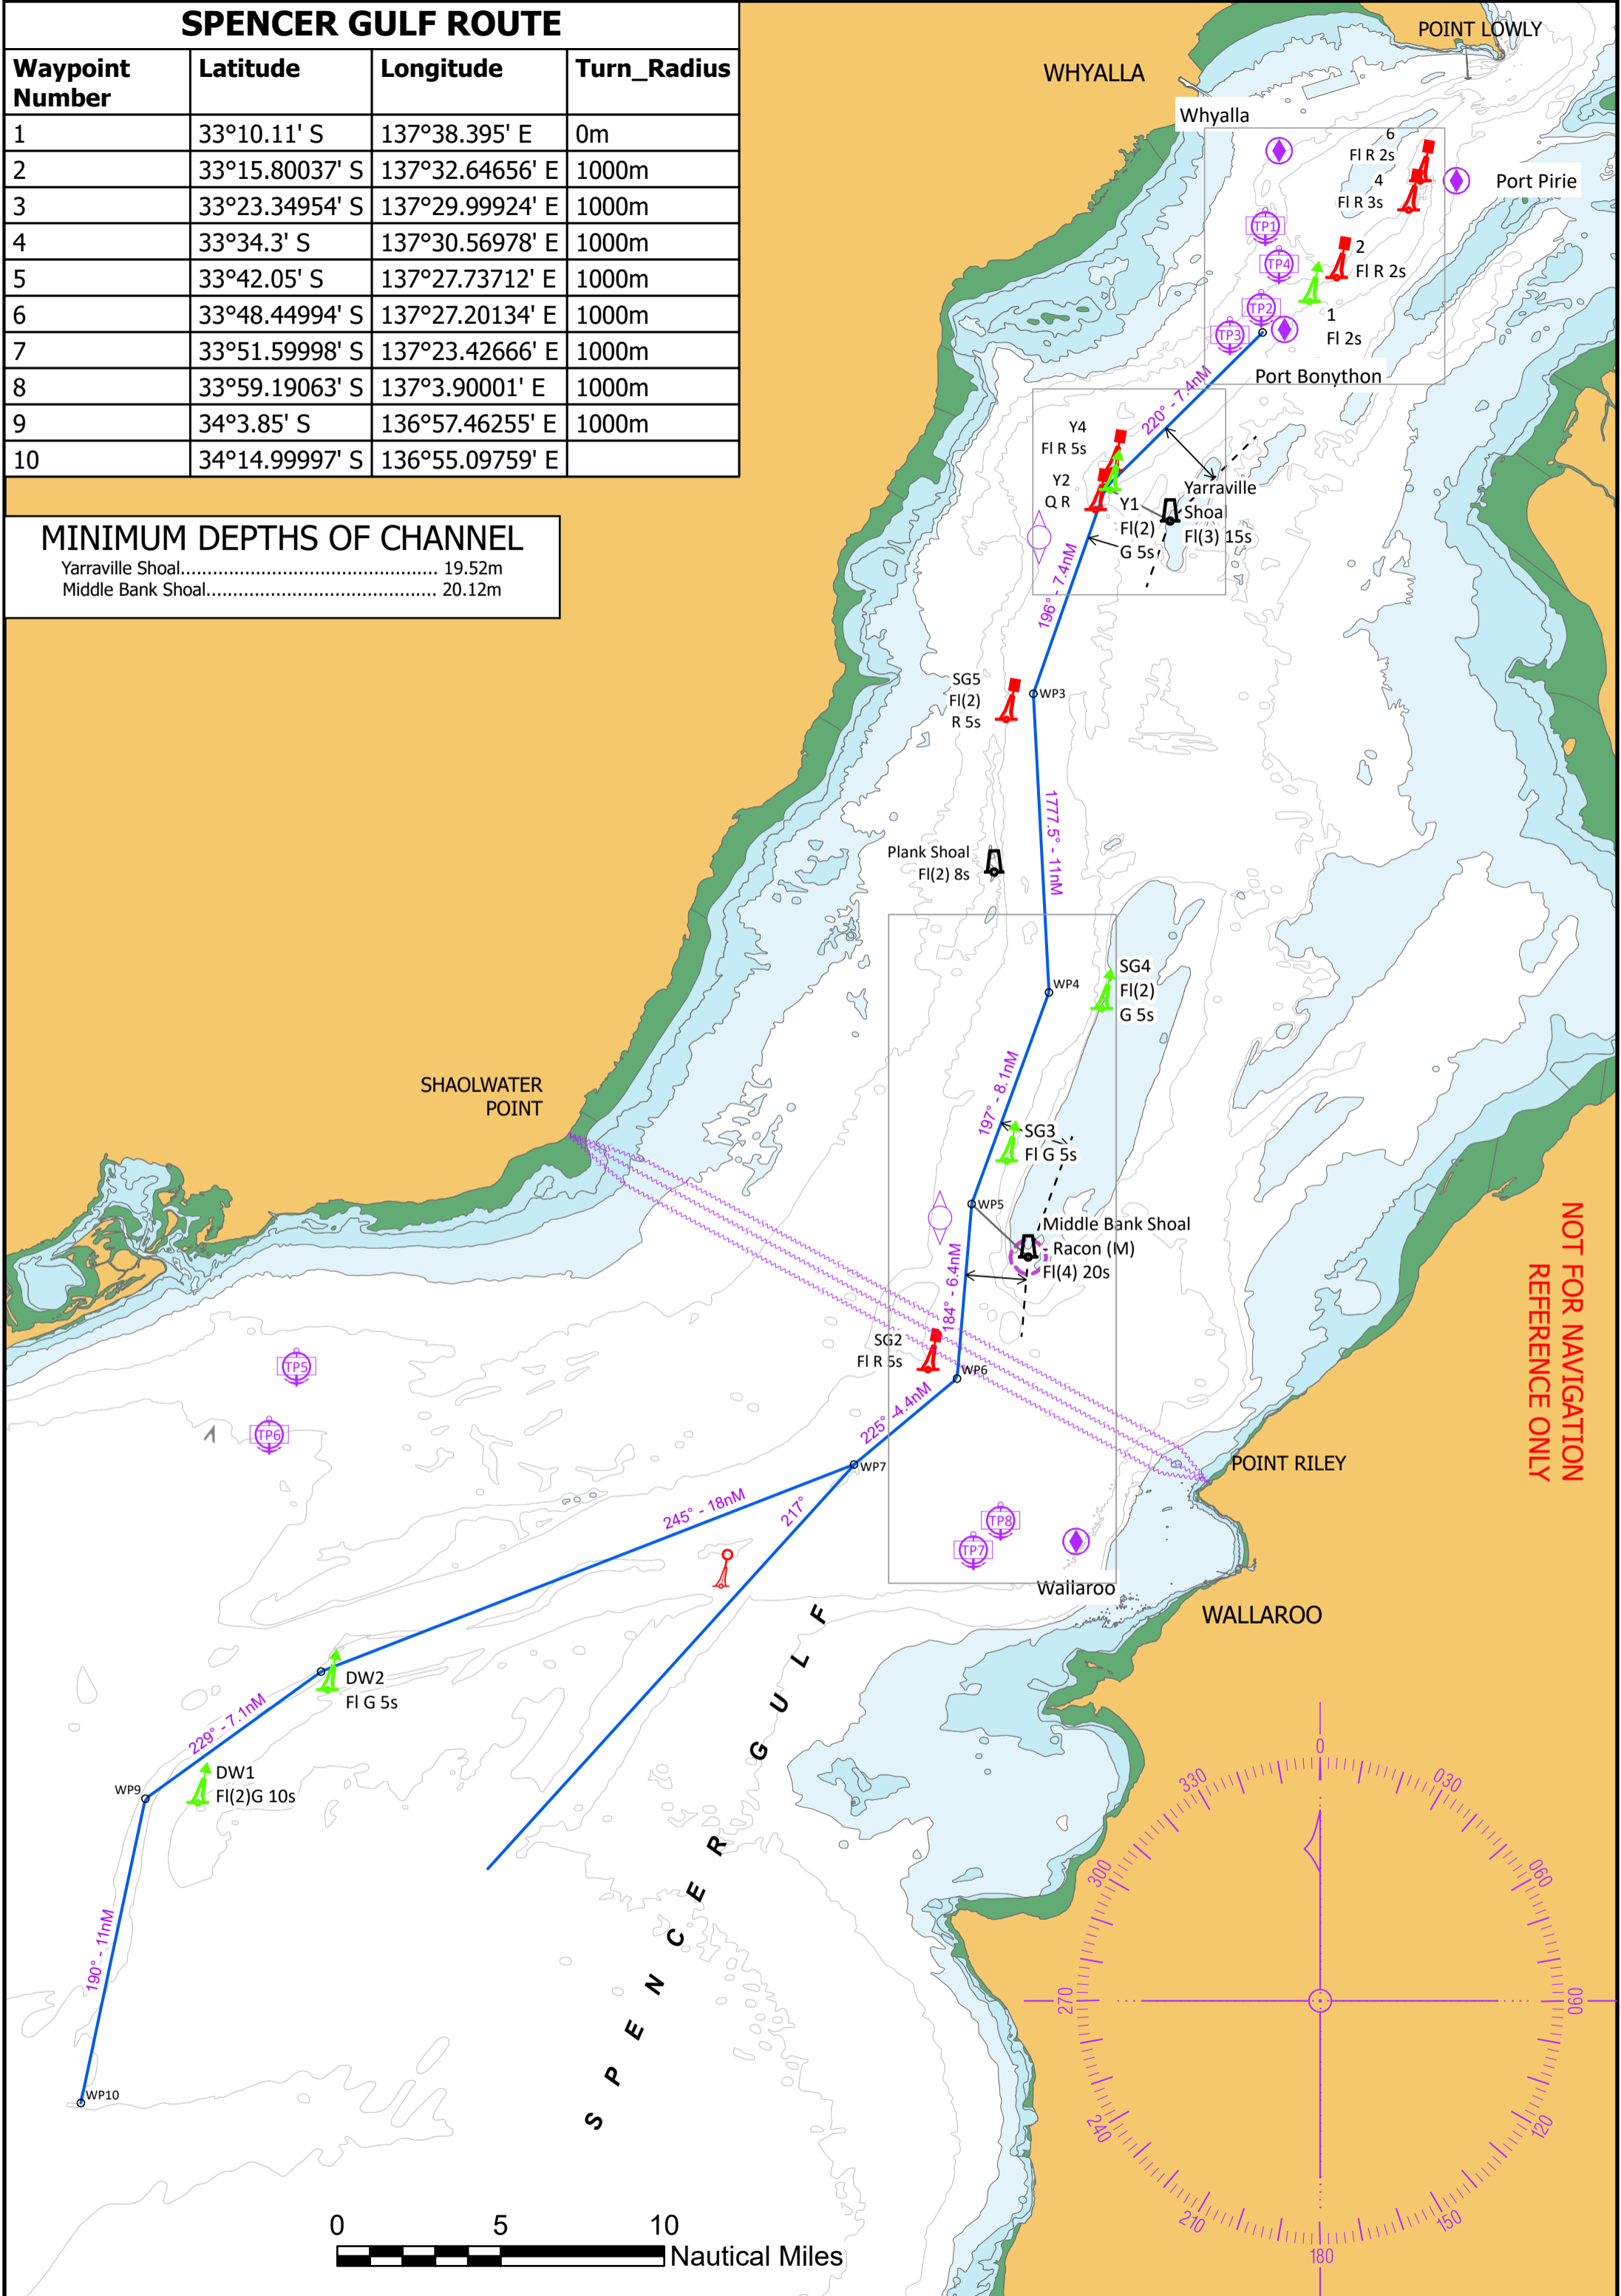 SPENCER GULF ROUTE
Waypoint Number Latitude Longitude Turn_Radius
1 33°10.11' S 137°38.395' E 0m
2 33°15.80037' S 137°32.64656' E 1000m
3 33°23.34954' S 137°29.99924' E 1000m
4 33°34.3' S 137°30.56978' E 1000m
5 33°42.05' S 137°27.73712' E 1000m
6 33°48.44994' S 137°27.20134' E 1000m
7 33°51.59998' S 137°23.42666' E 1000m
8 33°59.19063' S 137°3.90001' E 1000m
9 34°3.85' S 136°57.46255' E 1000m
10 34°14.99997' S 136°55.09759' E
MINIMUM DEPTHS OF CHANNEL
Yarraville Shoal............................................... 19.52m
Middle Bank Shoal.......................................... 20.12m
POINT LOWLY
WHYALLA
Whyalla
6
Fl R 2s
4
Fl R 3s
Port Pirie
TP1
TP4
2
Fl R 2s
TP2
TP3
1
Fl 2s
Port Bonython
220° - 7.4nM
Y4
Fl R 5s
Y2
Q R
Y1
Fl(2)
G 5s
Yarraville
Shoal
Fl(3) 15s
196° - 7.4nM
SG5
Fl(2)
R 5s
WP3
1777.5° - 11nM
Plank Shoal
Fl(2) 8s
WP4
SG4
Fl(2)
G 5s
197° - 8.1nM
SG3
Fl G 5s
SHAOLWATER
POINT
WP5
Middle Bank Shoal
- Racon (M)
Fl(4) 20s
184° - 6.4nM
SG2
Fl R 5s
WP6
225° -4.4nM
WP7
TP5
TP6
POINT RILEY
NOT FOR NAVIGATION
REFERENCE ONLY
245° - 18nM
217°
TP8
TP7
Wallaroo
WALLAROO
DW2
Fl G 5s
229° - 7.1nM
DW1
Fl(2)G 10s
WP9
190° - 11nM
WP10
SPENCER GULF
0
030
060
090
120
150
180
210
240
270
300
330
0 5 10
Nautical Miles